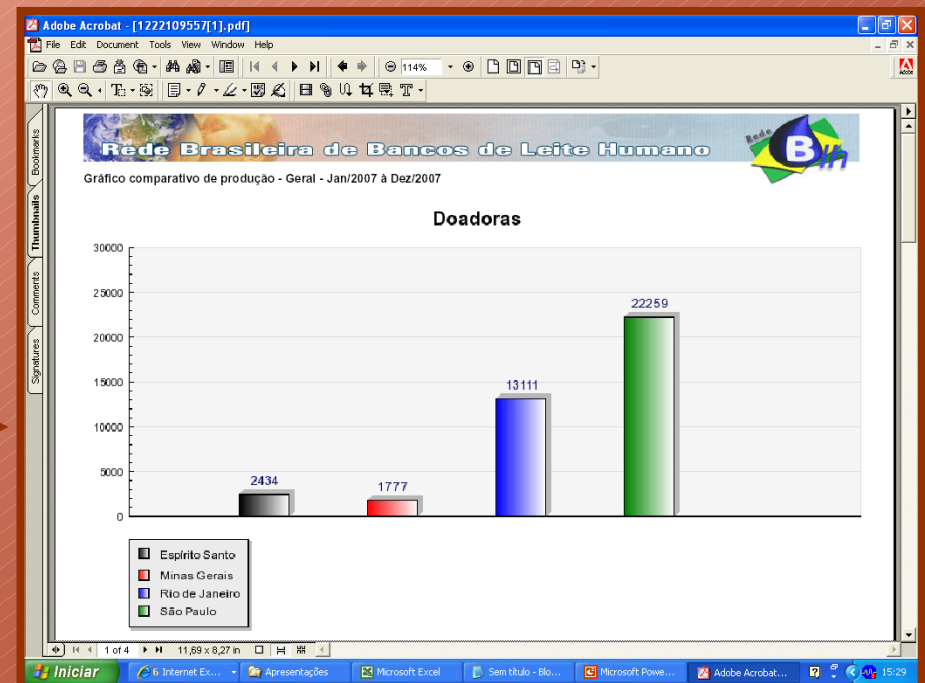 Adobe Acrobat - [1222109557[1].pdf]
File Edit Document Tools View Window Help
114%
Adobe
Bookmarks
Thumbnails
Comments
Signatures
Rede Brasileira de Bancos de Leite Humano
Rede
Blh
Gráfico comparativo de produção - Geral - Jan/2007 à Dez/2007
Doadoras
30000
25000
22259
20000
15000
13111
10000
5000
2434
1777
0
Espírito Santo
Minas Gerais
Rio de Janeiro
São Paulo
1 of 4 11,69 x 8,27 in
Iniciar 6 Internet Ex... Apresentações Microsoft Excel Sem título - Blo... Microsoft Powe... Adobe Acrobat... 15:29